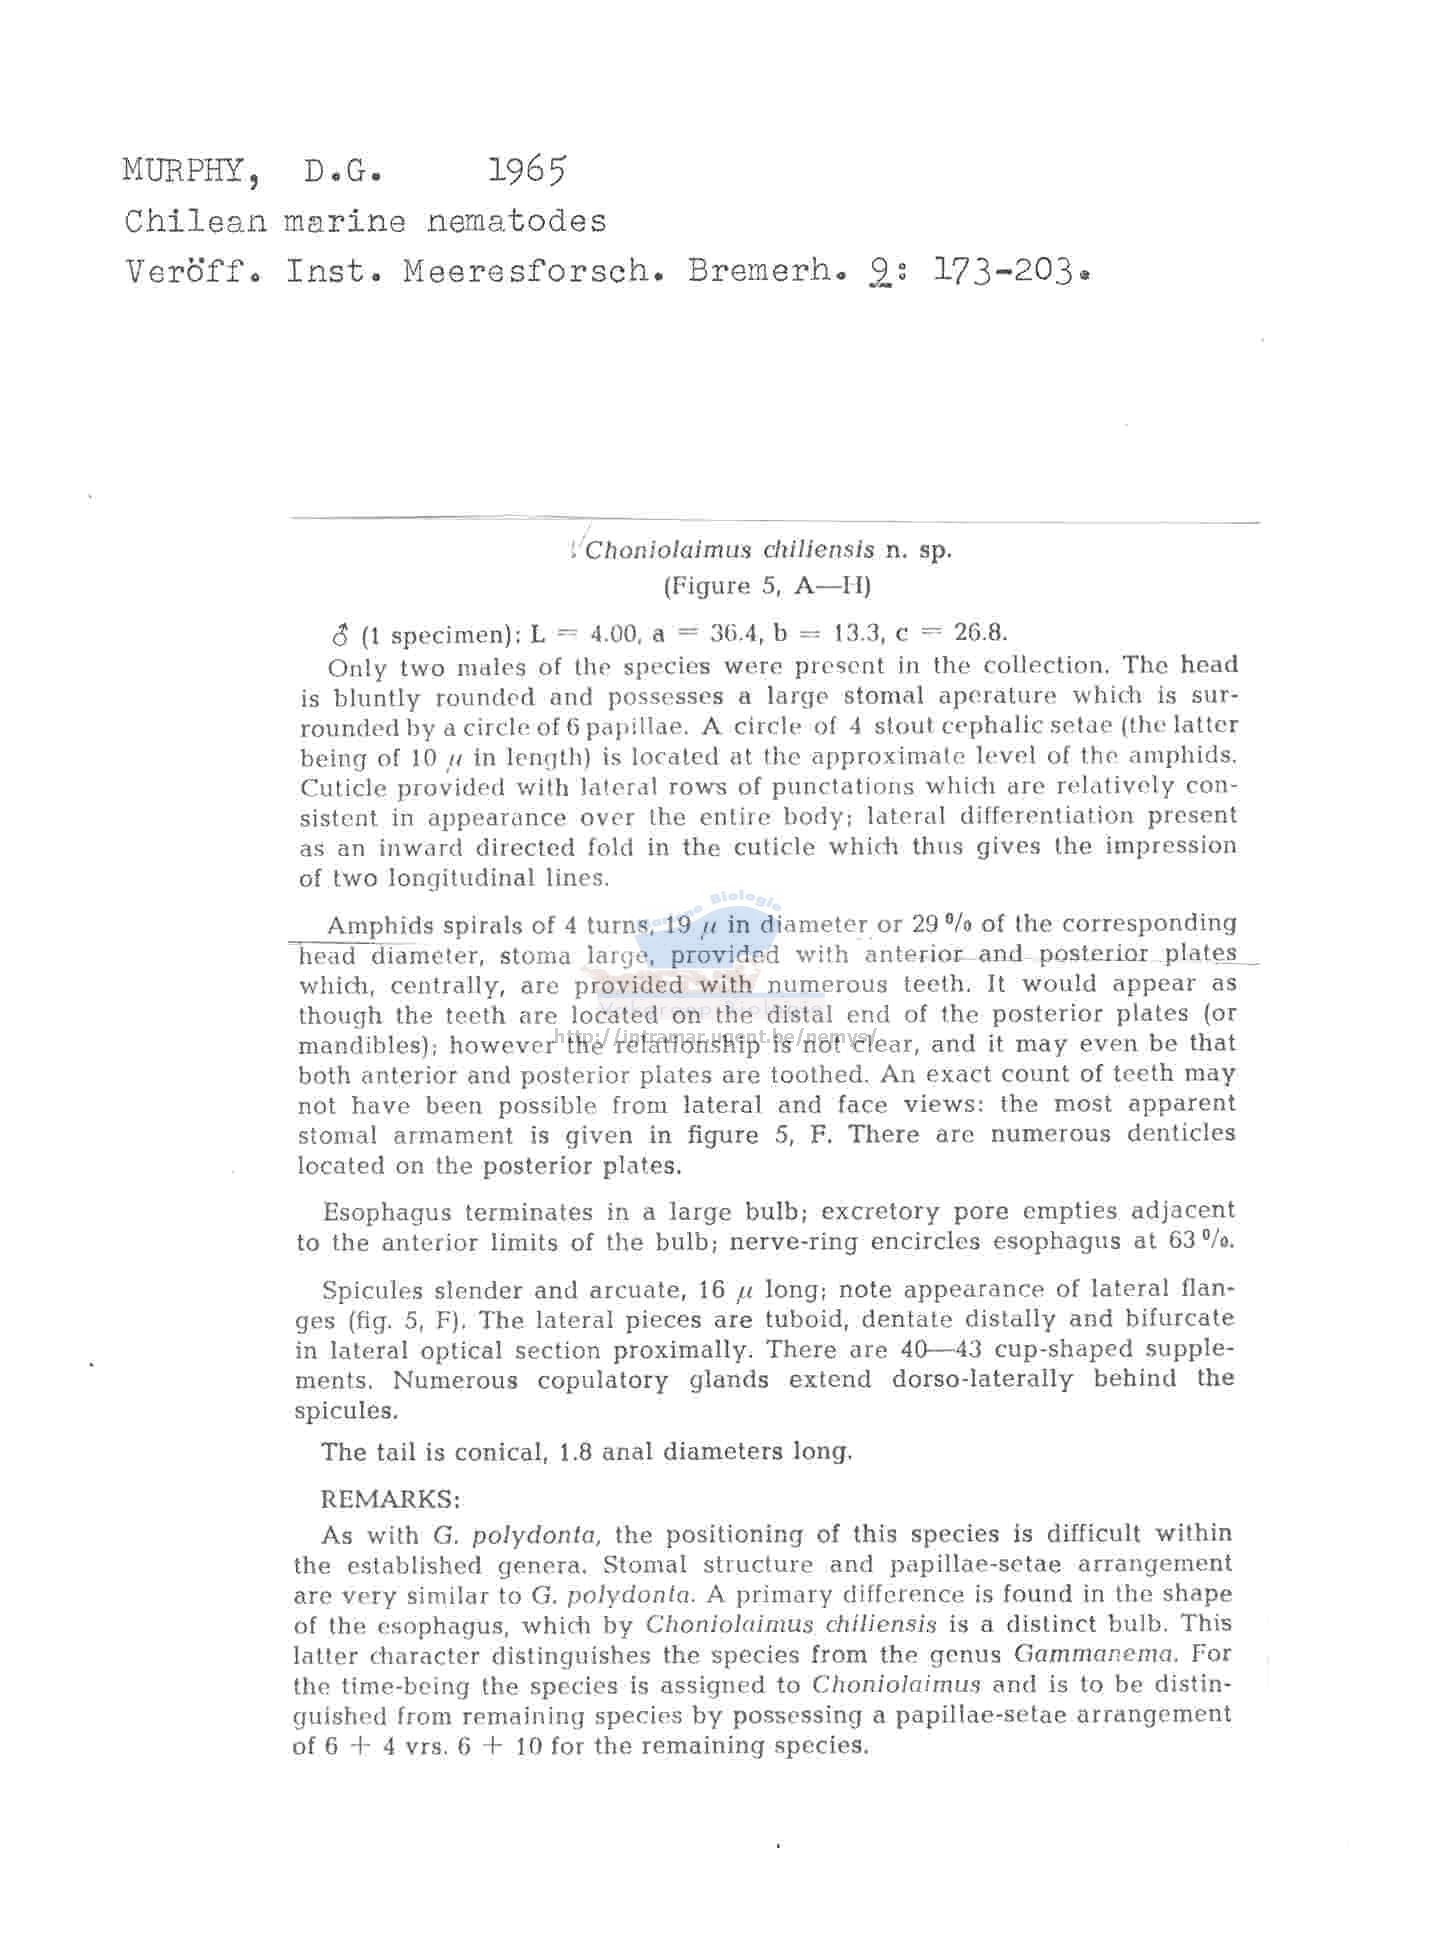 MURPHY, D.G. 1965
Chilean marine nematodes
Veröff. Inst. Meeresforsch. Bremerh. 9: 173-203.
Choniolaimus chiliensis n. sp.
(Figure 5, A—H)
♂ (1 specimen): L = 4.00, a = 36.4, b = 13.3, c = 26.8.
Only two males of the species were present in the collection. The head
is bluntly rounded and possesses a large stomal aperature which is sur-
rounded by a circle of 6 papillae. A circle of 4 stout cephalic setae (the latter
being of 10 μ in length) is located at the approximate level of the amphids.
Cuticle provided with lateral rows of punctations which are relatively con-
sistent in appearance over the entire body; lateral differentiation present
as an inward directed fold in the cuticle which thus gives the impression
of two longitudinal lines.
Amphids spirals of 4 turns, 19 μ in diameter or 29 % of the corresponding
head diameter, stoma large, provided with anterior and posterior plates
which, centrally, are provided with numerous teeth. It would appear as
though the teeth are located on the distal end of the posterior plates (or
mandibles); however the relationship is not clear, and it may even be that
both anterior and posterior plates are toothed. An exact count of teeth may
not have been possible from lateral and face views: the most apparent
stomal armament is given in figure 5, F. There are numerous denticles
located on the posterior plates.
Esophagus terminates in a large bulb; excretory pore empties adjacent
to the anterior limits of the bulb; nerve-ring encircles esophagus at 63 %.
Spicules slender and arcuate, 16 μ long; note appearance of lateral flan-
ges (fig. 5, F). The lateral pieces are tuboid, dentate distally and bifurcate
in lateral optical section proximally. There are 40—43 cup-shaped supple-
ments. Numerous copulatory glands extend dorso-laterally behind the
spicules.
The tail is conical, 1.8 anal diameters long.
REMARKS:
As with G. polydonta, the positioning of this species is difficult within
the established genera. Stomal structure and papillae-setae arrangement
are very similar to G. polydonta. A primary difference is found in the shape
of the esophagus, which by Choniolaimus chiliensis is a distinct bulb. This
latter character distinguishes the species from the genus Gammanema. For
the time-being the species is assigned to Choniolaimus and is to be distin-
guished from remaining species by possessing a papillae-setae arrangement
of 6 + 4 vrs. 6 + 10 for the remaining species.
Mariene Biologie
http://intramar.ugent.be/nemys/